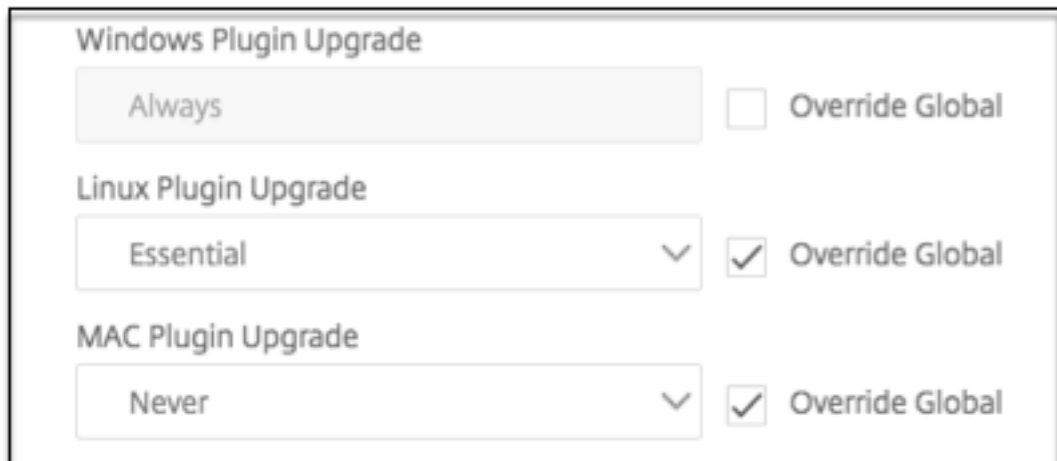 Windows Plugin Upgrade
Always
Override Global
Linux Plugin Upgrade
Essential
Override Global
MAC Plugin Upgrade
Never
Override Global